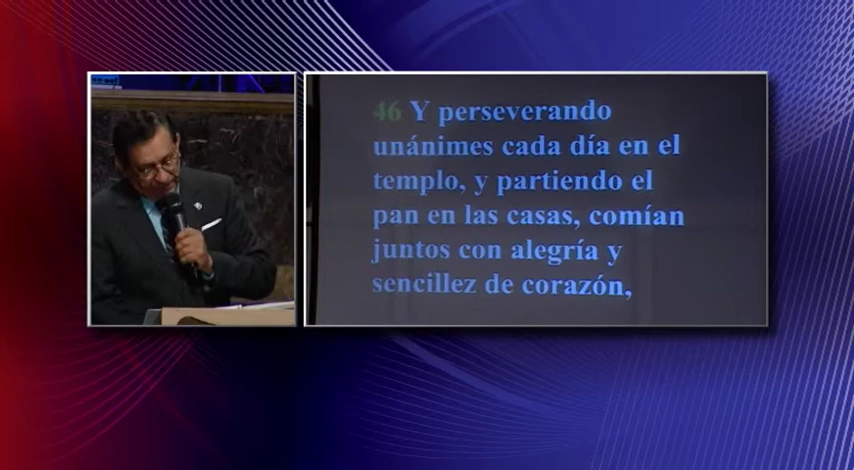 46 Y perseverando
unánimes cada día en el
templo, y partiendo el
pan en las casas, comían
juntos con alegría y
sencillez de corazón,